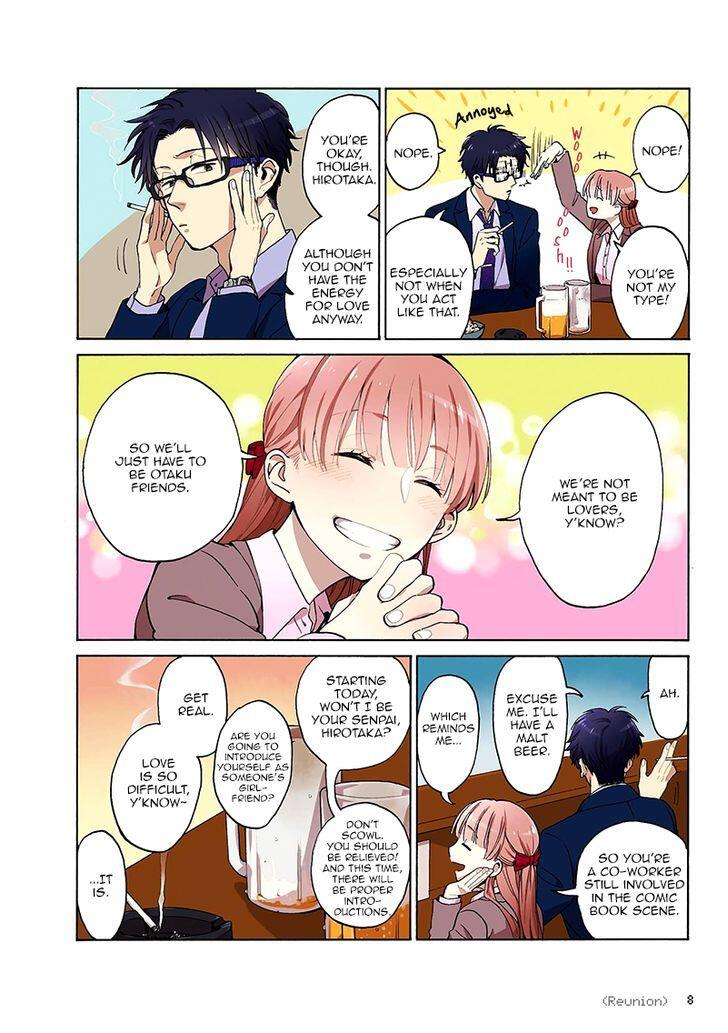 NOPE!
Annoyed
NOPE.
WOOOOSh!!
YOU'RE
NOT MY
TYPE!
ESPECIALLY
NOT WHEN
YOU ACT
LIKE THAT.
YOU'RE
OKAY,
THOUGH.
HIROTAKA.
ALTHOUGH
YOU DON'T
HAVE THE
ENERGY
FOR LOVE
ANYWAY.
WE'RE NOT
MEANT TO BE
LOVERS,
Y'KNOW?
SO WE'LL
JUST HAVE TO
BE OTAKU
FRIENDS.
AH.
EXCUSE
ME. I'LL
HAVE A
MALT
BEER.
WHICH
REMINDS
ME...
SO YOU'RE
A CO-WORKER
STILL INVOLVED
IN THE COMIC
BOOK SCENE.
STARTING
TODAY,
WON'T I BE
YOUR SENPAI,
HIROTAKA?
DON'T
SCOWL.
YOU SHOULD
BE RELIEVED!
AND THIS TIME,
THERE WILL
BE PROPER
INTRO-
DUCTIONS.
ARE YOU
GOING TO
INTRODUCE
YOURSELF AS
SOMEONE'S
GIRL-
FRIEND?
GET
REAL.
LOVE
IS SO
DIFFICULT,
Y'KNOW~
...IT
IS.
(Reunion) 8